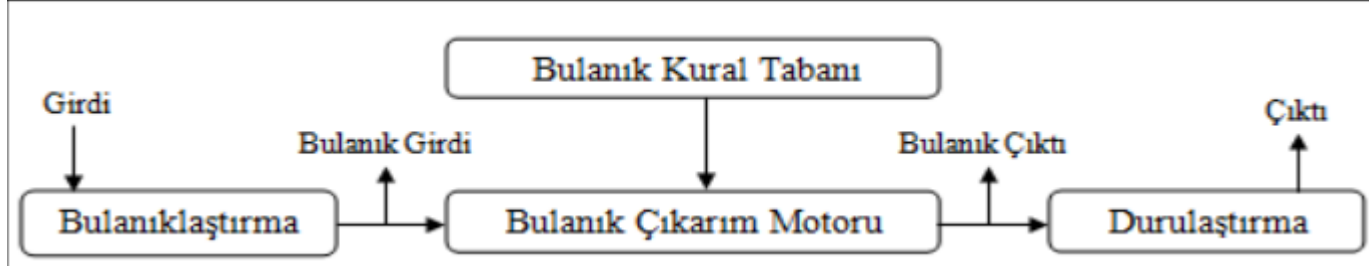 Bulanık Kural Tabanı
Girdi
Çıktı
Bulanık Girdi
Bulanık Çıktı
Bulanıklaştırma
Bulanık Çıkarım Motoru
Durulaştırma